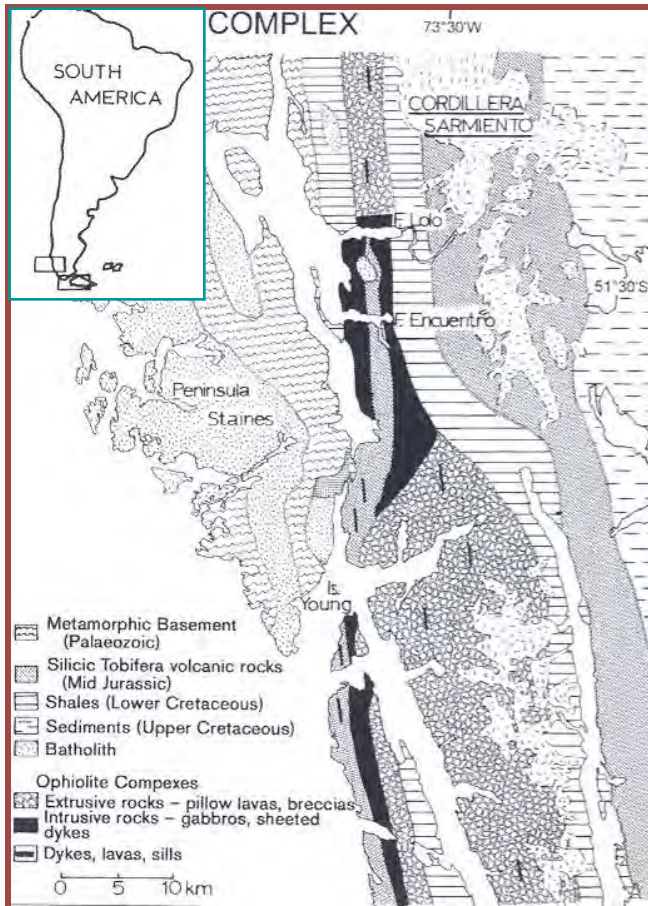 COMPLEX
73°30'W
SOUTH
AMERICA
CORDILLERA
SARMIENTO
F. Lolo
51°30'S
F. Encuentro
Peninsula
Staines
Is.
Young
Metamorphic Basement
(Palaeozoic)
Silicic Tobifera volcanic rocks
(Mid Jurassic)
Shales (Lower Cretaceous)
Sediments (Upper Cretaceous)
Batholith
Ophiolite Compexes
Extrusive rocks – pillow lavas, breccias
Intrusive rocks – gabbros, sheeted
dykes
Dykes, lavas, sills
0 5 10 km